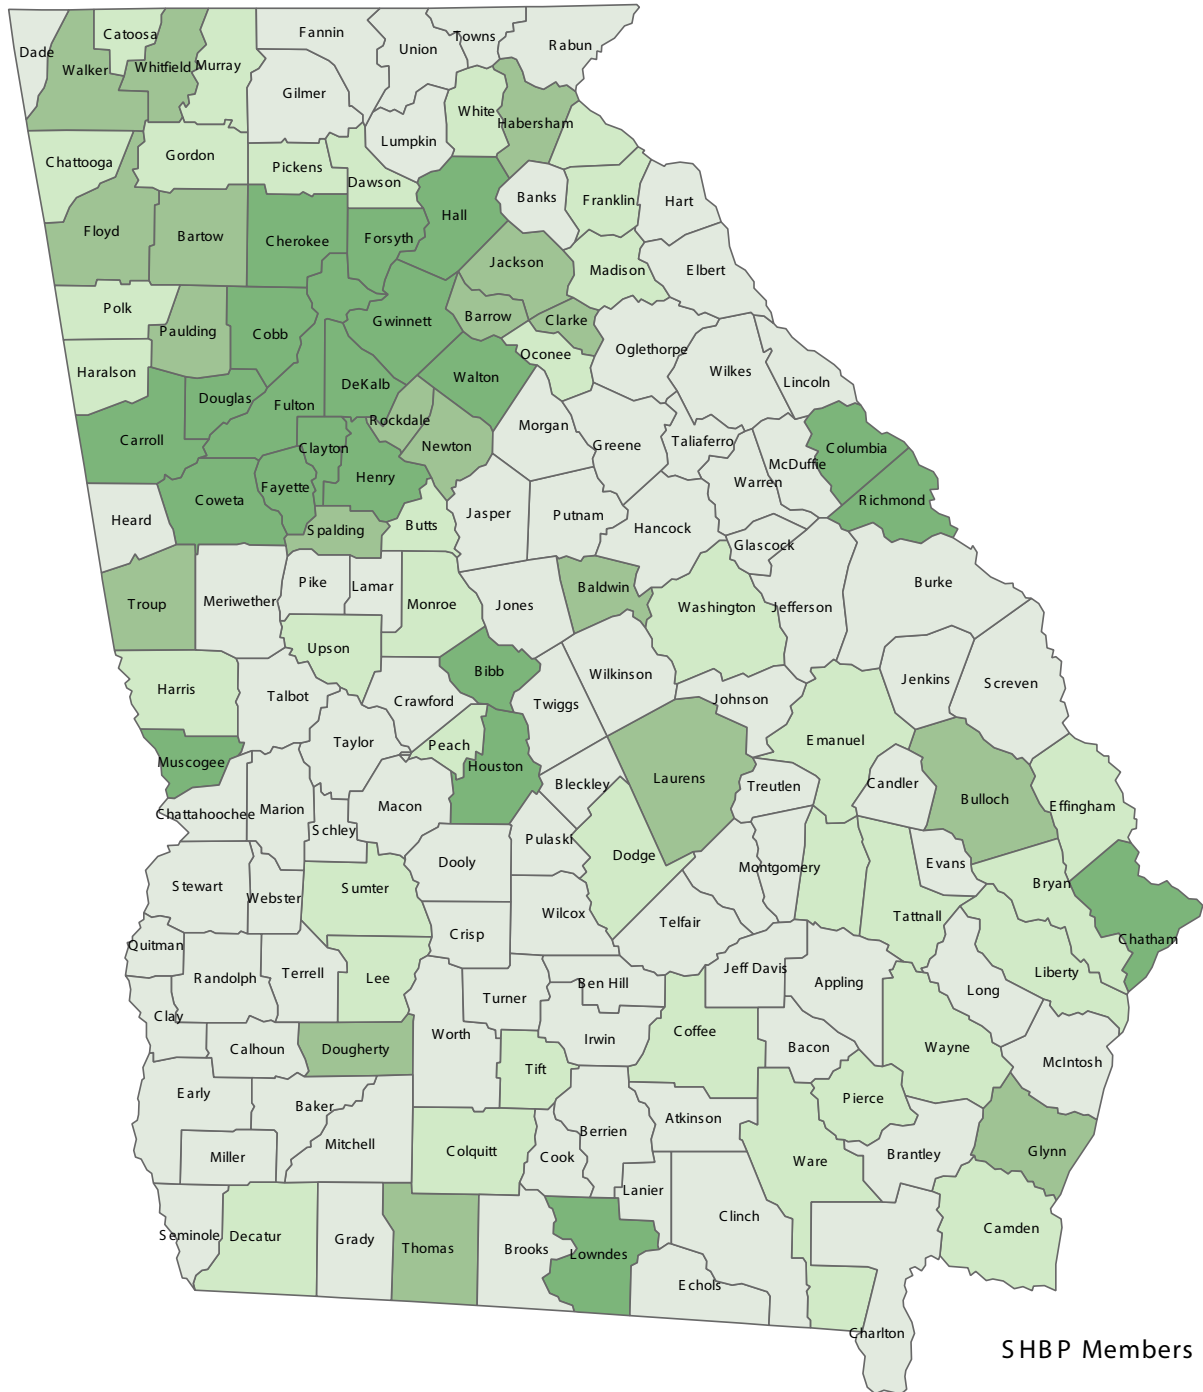 Fannin
Towns
Rabun
Union
Dade
Catoosa
Walker
Whitfield
Murray
Gilmer
White
Habersham
Lumpkin
Chattooga
Gordon
Pickens
Dawson
Banks
Franklin
Hart
Hall
Floyd
Bartow
Cherokee
Forsyth
Jackson
Madison
Elbert
Polk
Paulding
Cobb
Gwinnett
Barrow
Clarke
Oconee
Oglethorpe
Haralson
Douglas
DeKalb
Walton
Wilkes
Lincoln
Fulton
Rockdale
Carroll
Clayton
Newton
Morgan
Greene
Taliaferro
McDuffie
Columbia
Coweta
Fayette
Henry
Warren
Richmond
Heard
Spalding
Butts
Jasper
Putnam
Hancock
Glascock
Troup
Meriwether
Pike
Lamar
Monroe
Jones
Baldwin
Washington
Jefferson
Burke
Upson
Harris
Talbot
Crawford
Bibb
Twiggs
Wilkinson
Johnson
Jenkins
Screven
Muscogee
Taylor
Peach
Houston
Bleckley
Laurens
Emanuel
Treutlen
Candler
Bulloch
Effingham
Chattahoochee
Marion
Schley
Macon
Pulaski
Dooly
Dodge
Montgomery
Evans
Bryan
Stewart
Webster
Sumter
Wilcox
Telfair
Tattnall
Chatham
Quitman
Randolph
Terrell
Lee
Crisp
Ben Hill
Jeff Davis
Appling
Long
Liberty
Clay
Calhoun
Dougherty
Worth
Turner
Irwin
Coffee
Bacon
Wayne
McIntosh
Early
Baker
Tift
Pierce
Miller
Mitchell
Colquitt
Cook
Berrien
Atkinson
Ware
Brantley
Glynn
Lanier
Seminole
Decatur
Grady
Thomas
Brooks
Lowndes
Clinch
Camden
Echols
Charlton
SHBP Members